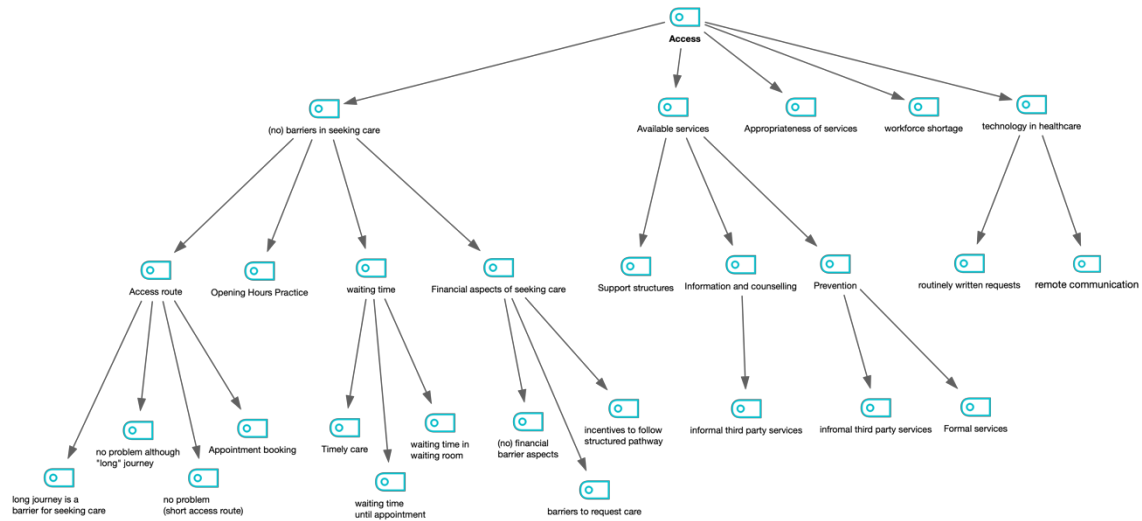 Access
(no) barriers in seeking care
Available services
Appropriateness of services
workforce shortage
technology in healthcare
Access route
Opening Hours Practice
waiting time
Financial aspects of seeking care
Support structures
Information and counselling
Prevention
routinely written requests
remote communication
long journey is a
barrier for seeking care
no problem although
"long" journey
no problem
(short access route)
Appointment booking
Timely care
waiting time
until appointment
waiting time in
waiting room
(no) financial
barrier aspects
barriers to request care
incentives to follow
structured pathway
informal third party services
infromal third party services
Formal services